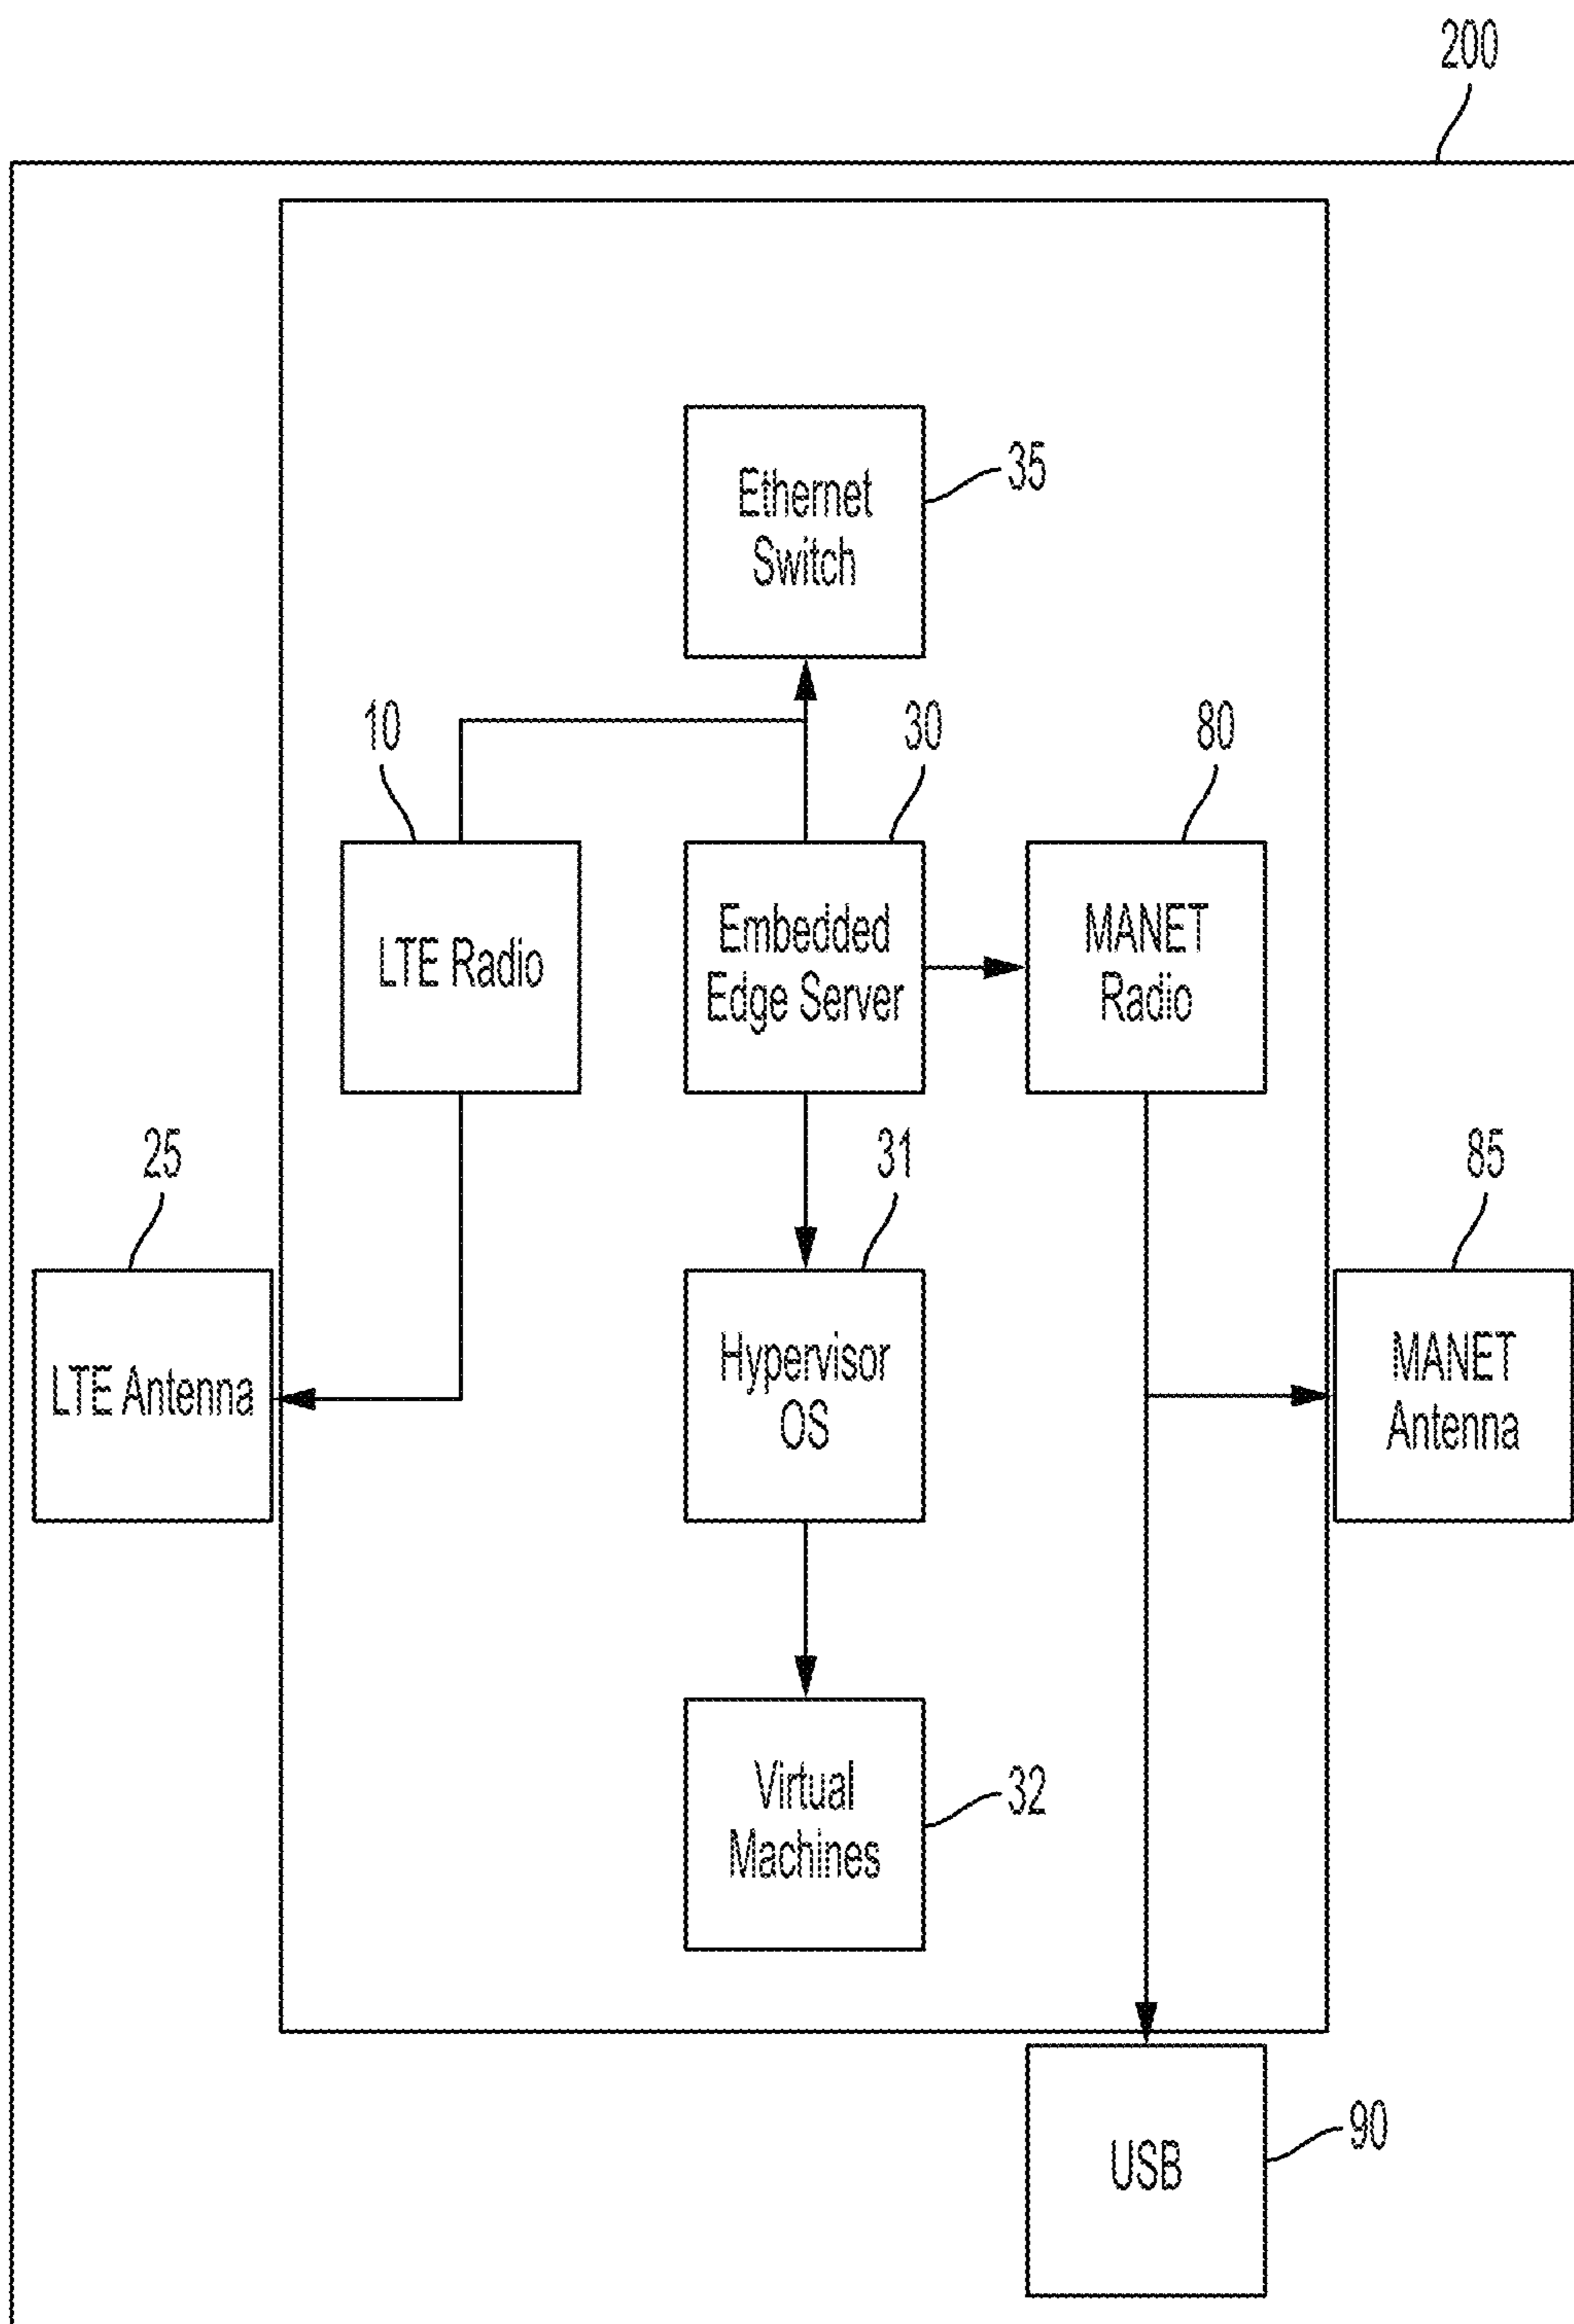 200
Ethernet
Switch
35
10
30
80
LTE Radio
Embedded
Edge Server
MANET
Radio
25
31
85
LTE Antenna
Hypervisor
OS
MANET
Antenna
Virtual
Machines
32
USB
90